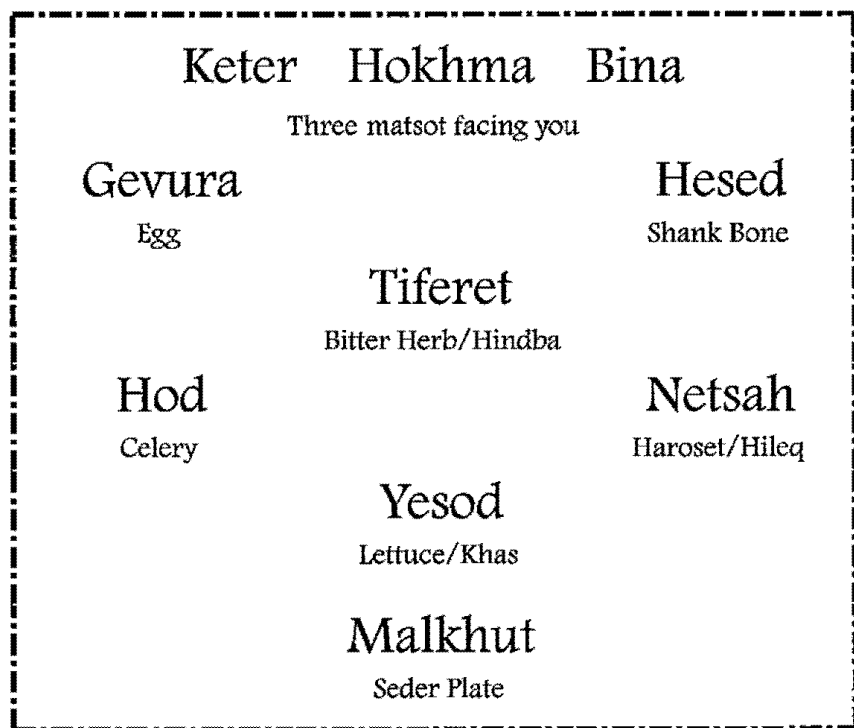 Keter Hokhma Bina
Three matsot facing you
Gevura Hesed
Egg Shank Bone
Tiferet
Bitter Herb/Hindba
Hod Netsah
Celery Haroset/Hileq
Yesod
Lettuce/Khas
Malkhut
Seder Plate